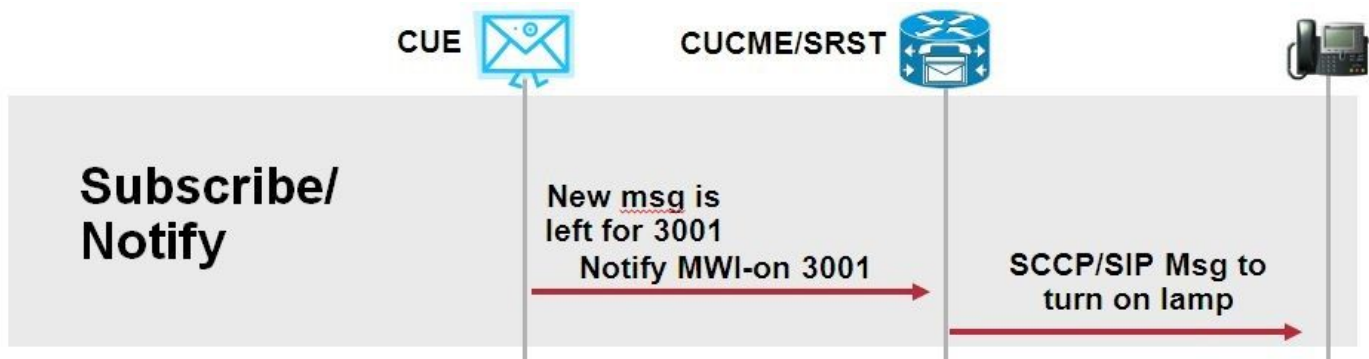 CUE
CUCME/SRST
Subscribe/
Notify
New msg is
left for 3001
Notify MWI-on 3001
SCCP/SIP Msg to
turn on lamp